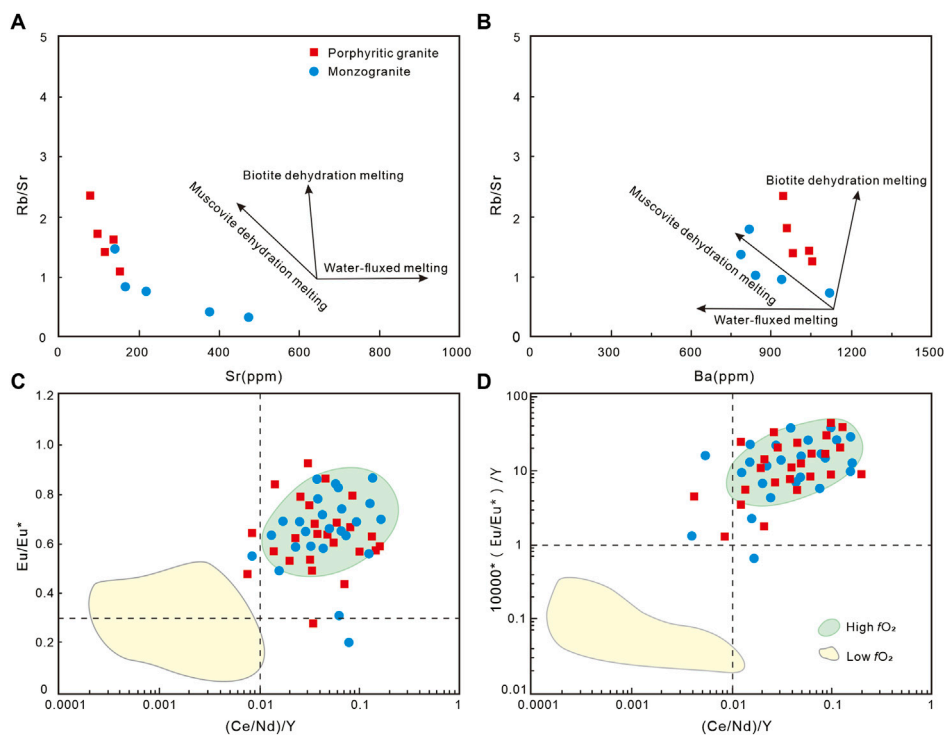 A
5
4
3
2
1
0
Rb/Sr
0
200
400
600
800
1000
Sr(ppm)
Porphyritic granite
Monzogranite
Biotite dehydration melting
Muscovite dehydration melting
Water-fluxed melting
B
5
4
3
2
1
0
Rb/Sr
0
300
600
900
1200
1500
Ba(ppm)
Biotite dehydration melting
Muscovite dehydration melting
Water-fluxed melting
C
1.2
1.0
0.8
0.6
0.4
0.2
0
Eu/Eu*
0.0001
0.001
0.01
0.1
1
(Ce/Nd)/Y
D
100
10
1
0.1
0.01
10000*(Eu/Eu*)/Y
0.0001
0.001
0.01
0.1
1
(Ce/Nd)/Y
High fO₂
Low fO₂